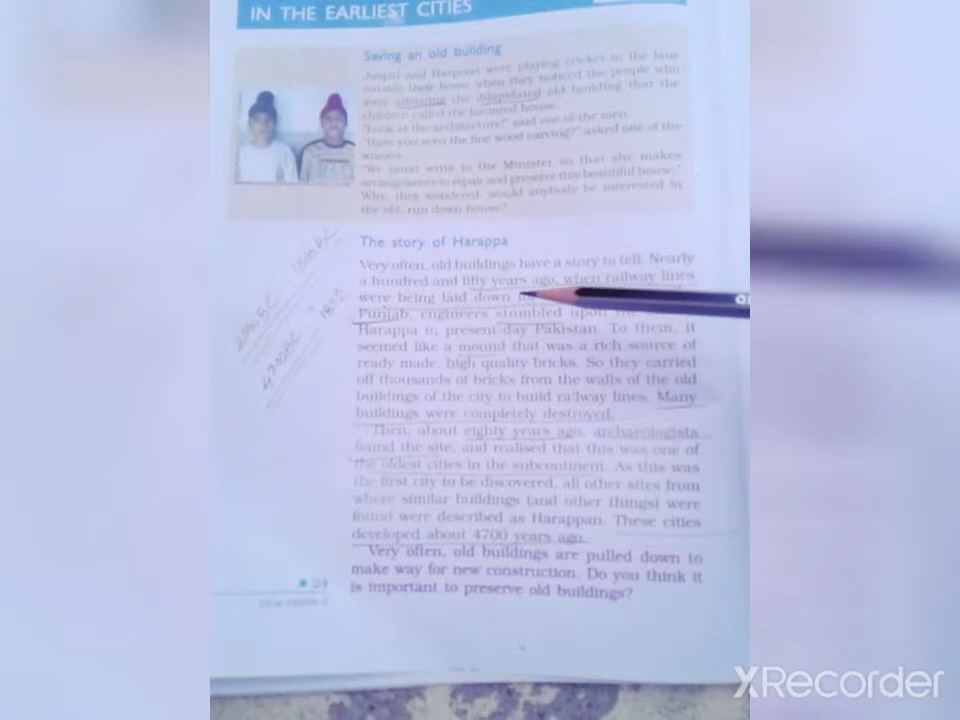 IN THE EARLIEST CITIES
Saving an old building
Jaspal and Harpreet were playing cricket in the lane
outside their house when they noticed the people who
were admiring the dilapidated old building that the
children called the haunted house.
"Look at the architecture!" said one of the men.
"Have you seen the fine wood carving?" asked one of the
women.
"We must write to the Minister so that she makes
arrangements to repair and preserve this beautiful house."
Why, they wondered, would anybody be interested in
the old, run down house?
The story of Harappa
Very often, old buildings have a story to tell. Nearly
a hundred and fifty years ago, when railway lines
were being laid down
Punjab, engineers stumbled upon
Harappa in present day Pakistan. To them, it
seemed like a mound that was a rich source of
ready made, high quality bricks. So they carried
off thousands of bricks from the walls of the old
buildings of the city to build railway lines. Many
buildings were completely destroyed.
Then, about eighty years ago, archaeologists
found the site, and realised that this was one of
the oldest cities in the subcontinent. As this was
the first city to be discovered, all other sites from
where similar buildings (and other things) were
found were described as Harappan. These cities
developed about 4700 years ago.
Very often, old buildings are pulled down to
make way for new construction. Do you think it
is important to preserve old buildings?
24
4700BC
XRecorder